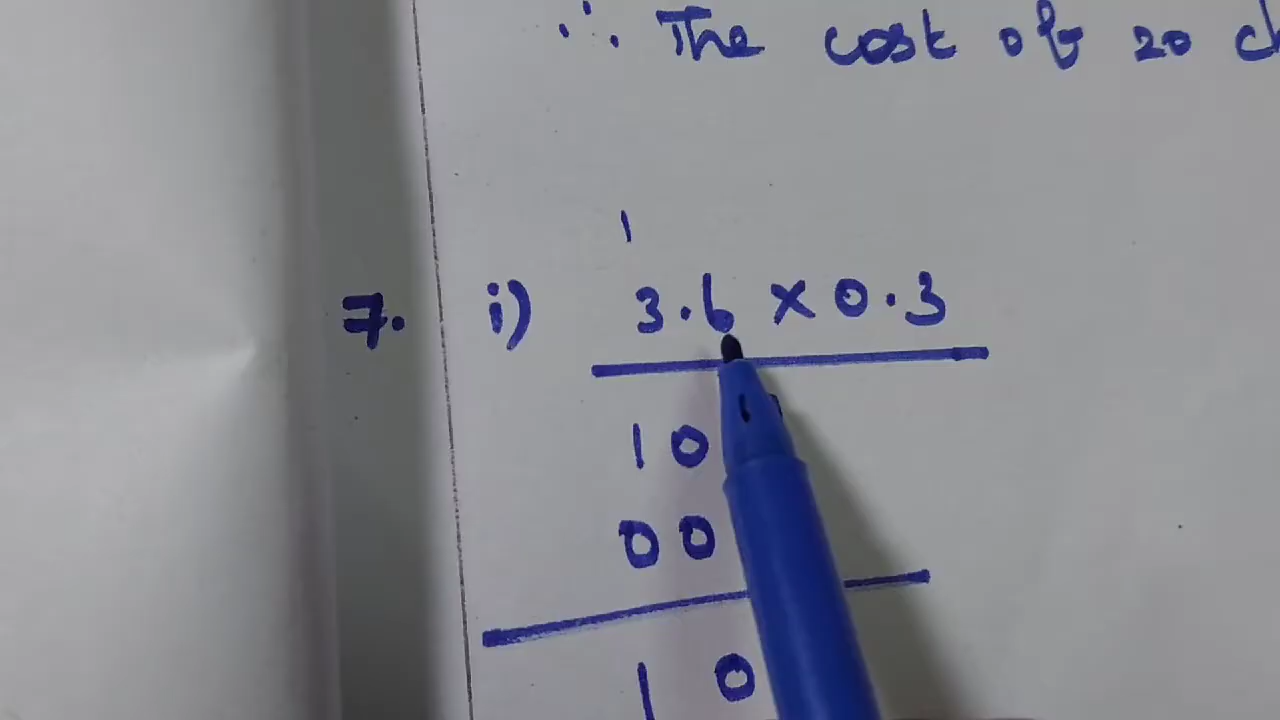 ∴ The cost of 20
1
7. i) 3.6 × 0.3
10
00
10